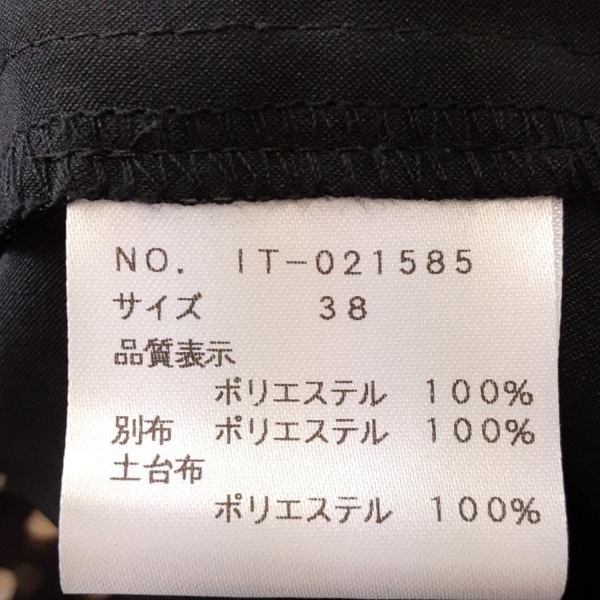 NO. IT-021585
サイズ 38
品質表示
ポリエステル 100%
別布 ポリエステル 100%
土台布
ポリエステル 100%